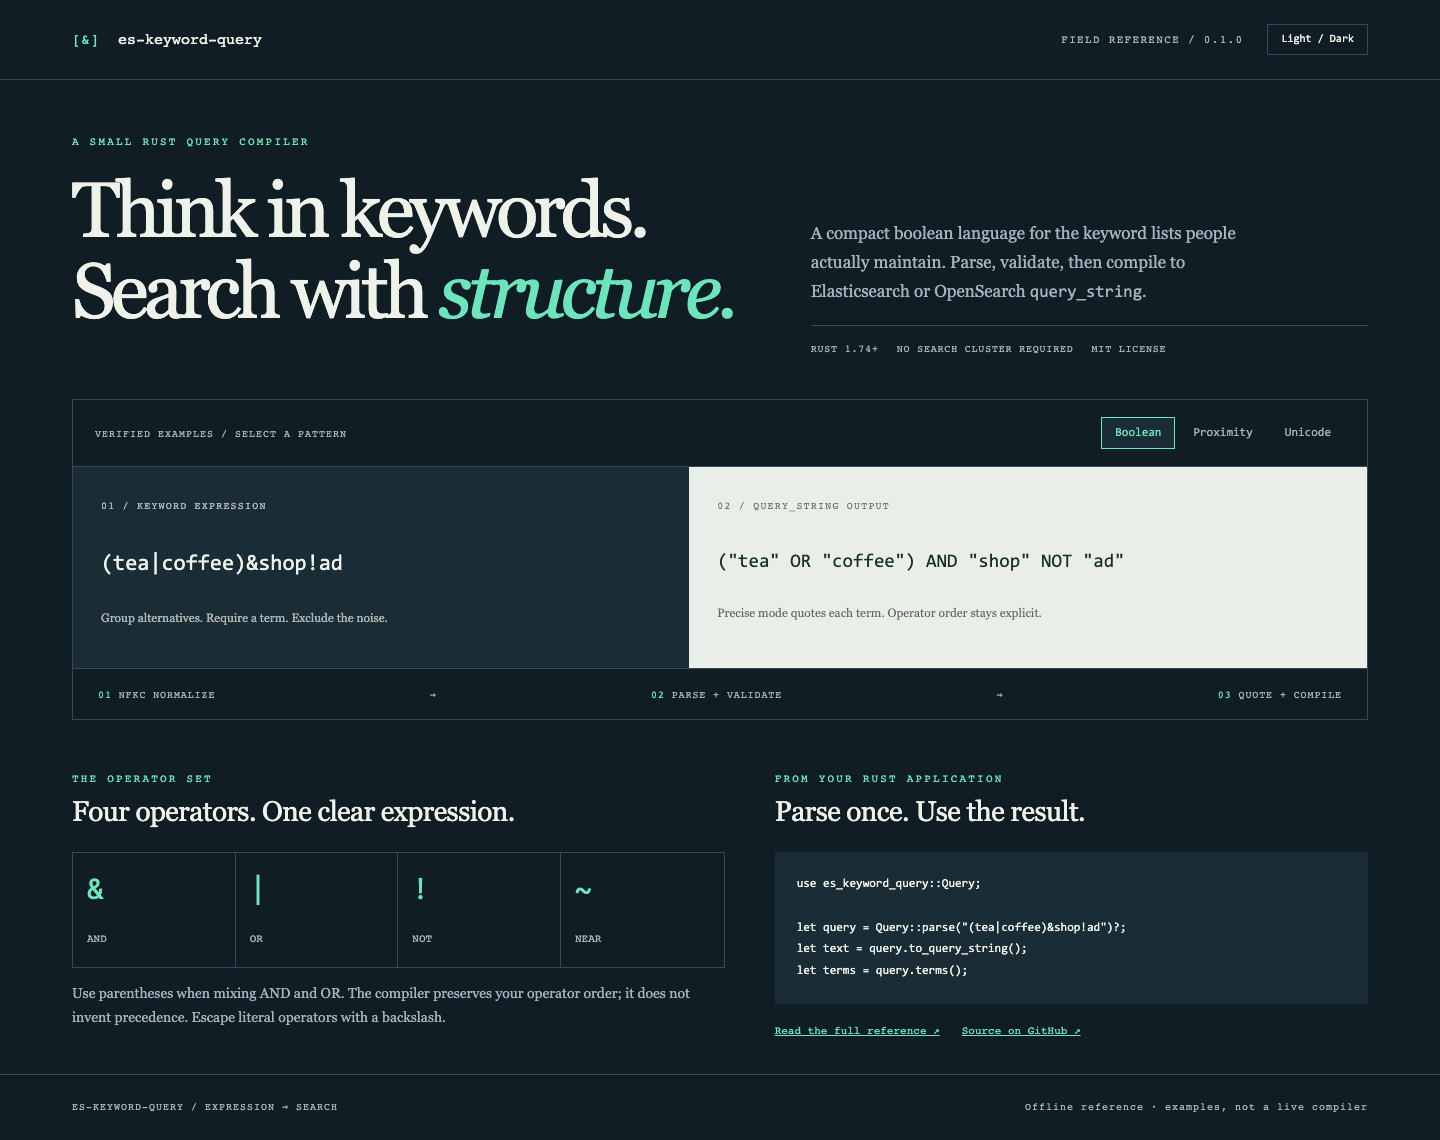 [&] es-keyword-query
FIELD REFERENCE / 0.1.0
Light / Dark
A SMALL RUST QUERY COMPILER
Think in keywords.
Search with structure.
A compact boolean language for the keyword lists people
actually maintain. Parse, validate, then compile to
Elasticsearch or OpenSearch query_string.
RUST 1.74+ NO SEARCH CLUSTER REQUIRED MIT LICENSE
VERIFIED EXAMPLES / SELECT A PATTERN
Boolean Proximity Unicode
01 / KEYWORD EXPRESSION
(tea|coffee)&shop!ad
Group alternatives. Require a term. Exclude the noise.
02 / QUERY_STRING OUTPUT
("tea" OR "coffee") AND "shop" NOT "ad"
Precise mode quotes each term. Operator order stays explicit.
01 NFKC NORMALIZE → 02 PARSE + VALIDATE → 03 QUOTE + COMPILE
THE OPERATOR SET
Four operators. One clear expression.
& | ! ~
AND OR NOT NEAR
Use parentheses when mixing AND and OR. The compiler preserves your operator order; it does not
invent precedence. Escape literal operators with a backslash.
FROM YOUR RUST APPLICATION
Parse once. Use the result.
use es_keyword_query::Query;
let query = Query::parse("(tea|coffee)&shop!ad")?;
let text = query.to_query_string();
let terms = query.terms();
Read the full reference ↗ Source on GitHub ↗
ES-KEYWORD-QUERY / EXPRESSION → SEARCH
Offline reference · examples, not a live compiler